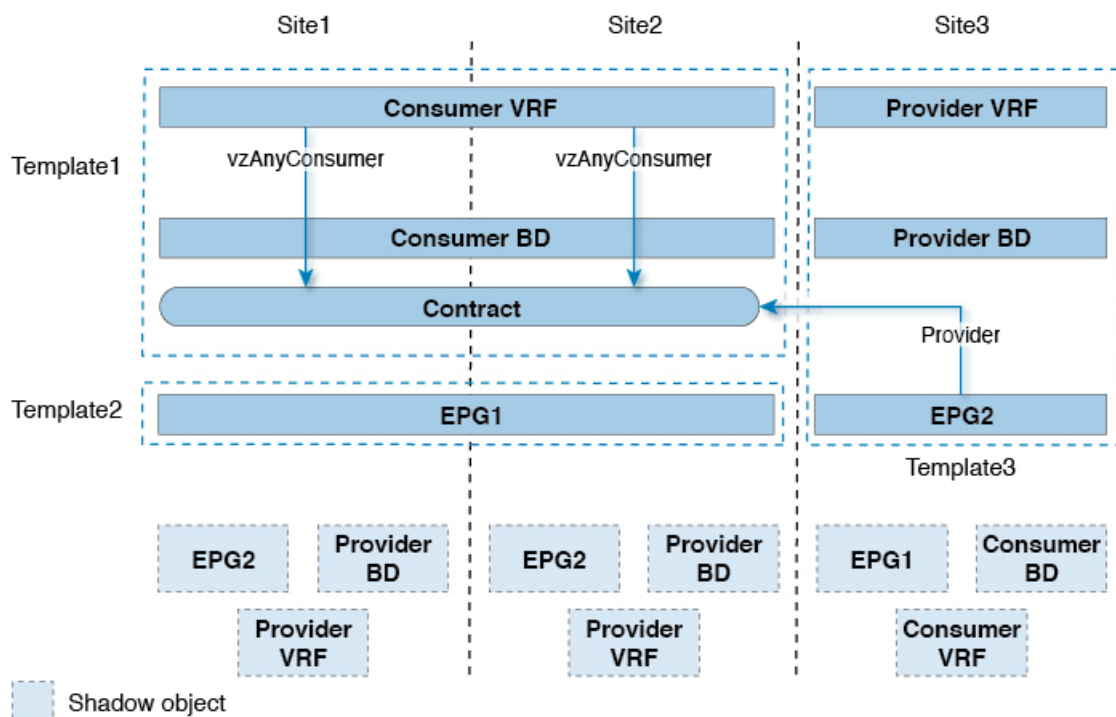 Site1
Site2
Site3
Consumer VRF
Provider VRF
Template1
vzAnyConsumer
vzAnyConsumer
Consumer BD
Provider BD
Contract
Provider
Template2
EPG1
EPG2
Template3
EPG2
Provider
BD
EPG2
Provider
BD
EPG1
Consumer
BD
Provider
VRF
Provider
VRF
Consumer
VRF
Shadow object